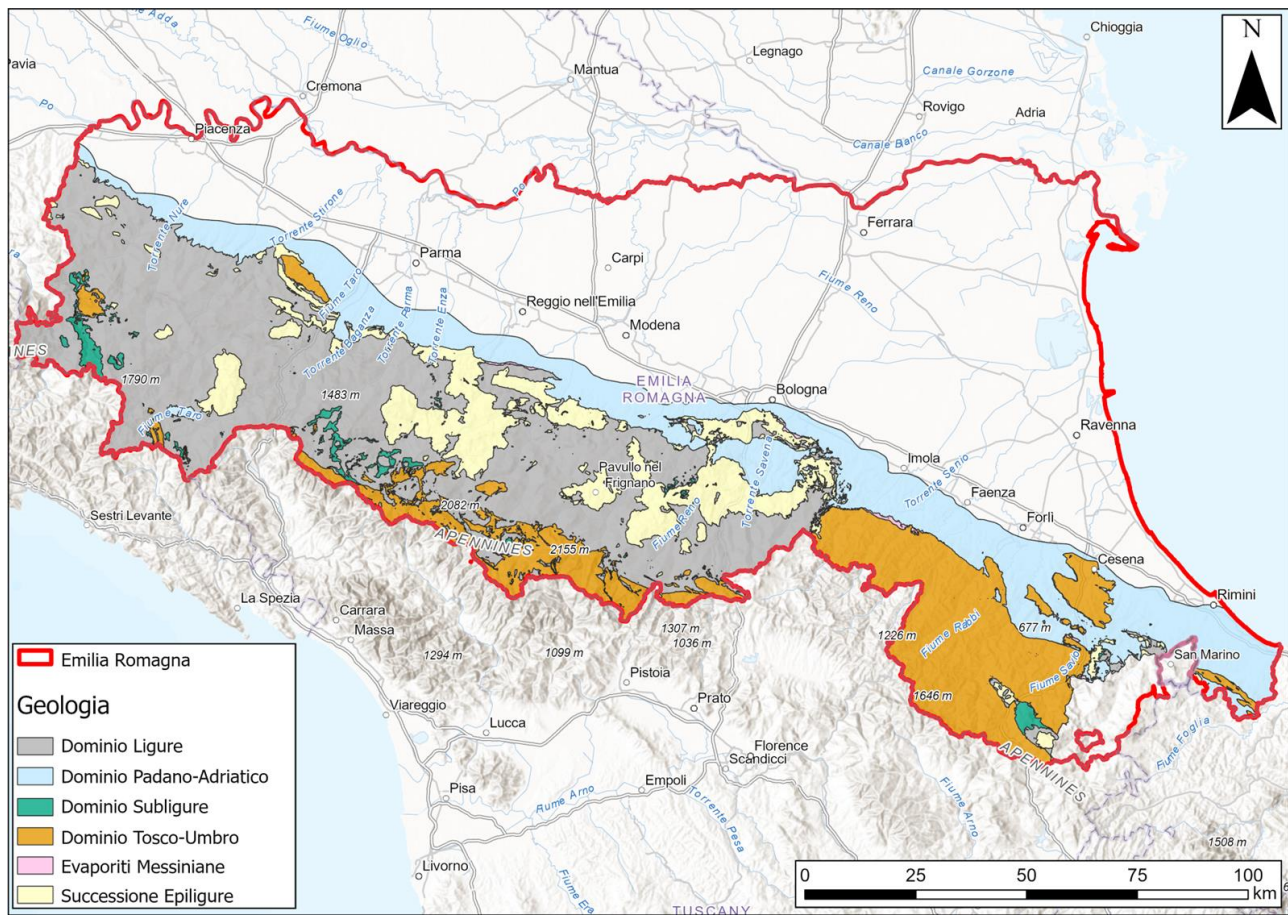 Fiume Adda
Fiume Oglio
Chioggia
N
Legnago
Pavia
Mantua
Canale Gorzone
Cremona
Rovigo
Adria
Po
Piacenza
Canale Bianco
Po
Torrente Nure
Torrente Stirone
Ferrara
Parma
Carpi
Fiume Reno
Fiume Taro
Reggio nell'Emilia
Modena
Torrente Baganza
Torrente Parma
Torrente Enza
NES
1790 m
1483 m
EMILIA
ROMAGNA
Bologna
Fiume Taro
Ravenna
Imola
Torrente Senio
Pavullo nel
Frignano
Torrente Savena
Faenza
Fiume Reno
Forlì
2082 m
Sestri Levante
APENNINES
2155 m
Cesena
La Spezia
Rimini
Carrara
Massa
1307 m
1036 m
1226 m
Fiume Rabbi
677 m
1294 m
1099 m
Fiume Savio
San Marino
Pistoia
1646 m
Prato
Viareggio
Lucca
Fiume Foglia
Florence
Scandicci
APENNINES
Pisa
Empoli
Fiume Arno
Torrente Pesa
Fiume Arno
1508 m
Livorno
Fiume Era
TUSCANY
Emilia Romagna
Geologia
Dominio Ligure
Dominio Padano-Adriatico
Dominio Subligure
Dominio Tosco-Umbro
Evaporiti Messiniane
Successione Epiligure
0 25 50 75 100
km